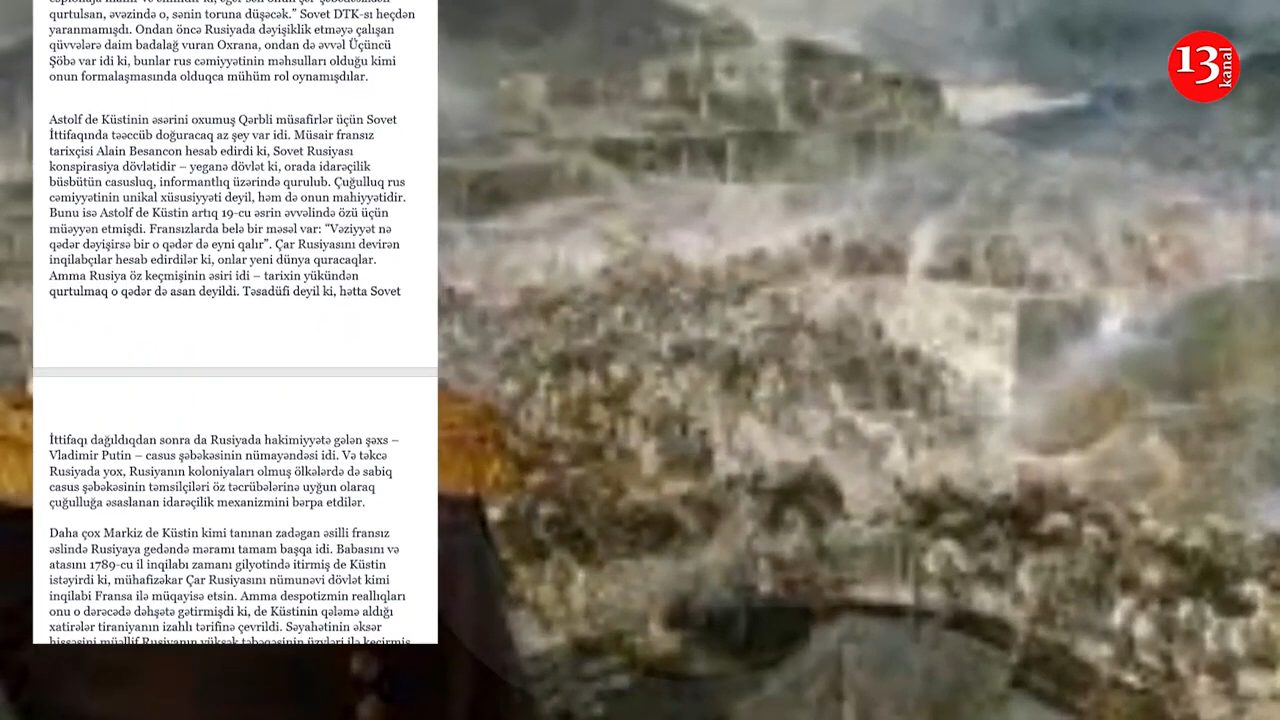 qurtulsan, əvəzində o, sənin toruna düşəcək.” Sovet DTK-sı heçdən
yaranmamışdı. Ondan öncə Rusiyada dəyişiklik etməyə çalışan
qüvvələrə daim badalağ vuran Oxrana, ondan də əvvəl Üçüncü
Şöbə var idi ki, bunlar rus cəmiyyətinin məhsulları olduğu kimi
onun formalaşmasında olduqca mühüm rol oynamışdılar.
Astolf de Küstinin əsərini oxumuş Qərbli müsafirlər üçün Sovet
İttifaqında təəccüb doğuracaq az şey var idi. Müsair fransız
tarixçisi Alain Besancon hesab edirdi ki, Sovet Rusiyası
konspirasiya dövlətidir – yeganə dövlət ki, orada idarəçilik
büsbütün casusluq, informantlıq üzərində qurulub. Çuğulluq rus
cəmiyyətinin unikal xüsusiyyəti deyil, həm də onun mahiyyətidir.
Bunu isə Astolf de Küstin artıq 19-cu əsrin əvvəlində özü üçün
müəyyən etmişdi. Fransızlarda belə bir məsəl var: “Vəziyyət nə
qədər dəyişirsə bir o qədər də eyni qalır”. Çar Rusiyasını devirən
inqilabçılar hesab edirdilər ki, onlar yeni dünya quracaqlar.
Amma Rusiya öz keçmişinin əsiri idi – tarixin yükündən
qurtulmaq o qədər də asan deyildi. Təsadüfi deyil ki, hətta Sovet
İttifaqı dağıldıqdan sonra da Rusiyada hakimiyyətə gələn şəxs –
Vladimir Putin – casus şəbəkəsinin nümayəndəsi idi. Və təkcə
Rusiyada yox, Rusiyanın koloniyaları olmuş ölkələrdə də sabiq
casus şəbəkəsinin təmsilçiləri öz təcrübələrinə uyğun olaraq
çuğulluğa əsaslanan idarəçilik mexanizmini bərpa etdilər.
Daha çox Markiz de Küstin kimi tanınan zadəgan əsilli fransız
əslində Rusiyaya gedəndə məramı tamam başqa idi. Babasını və
atasını 1789-cu il inqilabı zamanı gilyotində itirmiş de Küstin
istəyirdi ki, mühafizəkar Çar Rusiyasını nümunəvi dövlət kimi
inqilabi Fransa ilə müqayisə etsin. Amma despotizmin reallıqları
onu o dərəcədə dəhşətə gətirmişdi ki, de Küstinin qələmə aldığı
xatirələr tiraniyanın izahlı tərifinə çevrildi. Səyahətinin əksər
hissəsini müəllif Rusiyanın yüksək təbəqəsinin üzvləri ilə keçirmiş
13 kanal